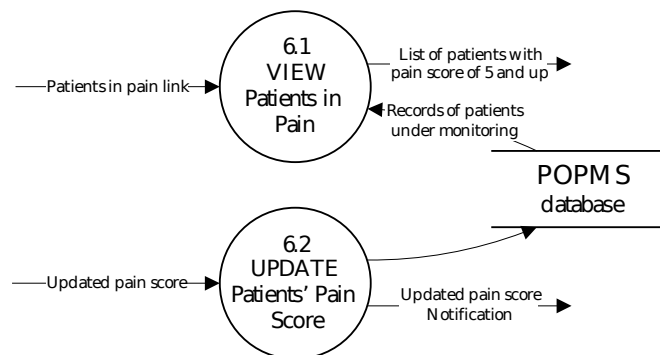 6.1
VIEW
Patients in
Pain
Patients in pain link
List of patients with
pain score of 5 and up
Records of patients
under monitoring
POPMS
database
6.2
UPDATE
Patients’ Pain
Score
Updated pain score
Updated pain score
Notification